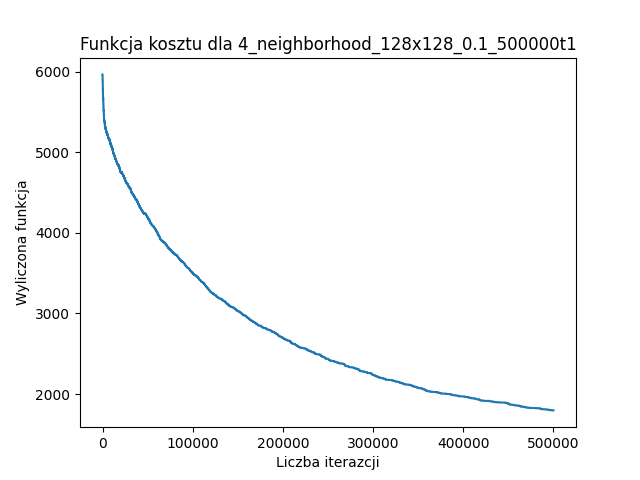 Funkcja kosztu dla 4_neighborhood_128x128_0.1_500000t1
6000
5000
4000
3000
2000
Wyliczona funkcja
0 100000 200000 300000 400000 500000
Liczba iterazcji